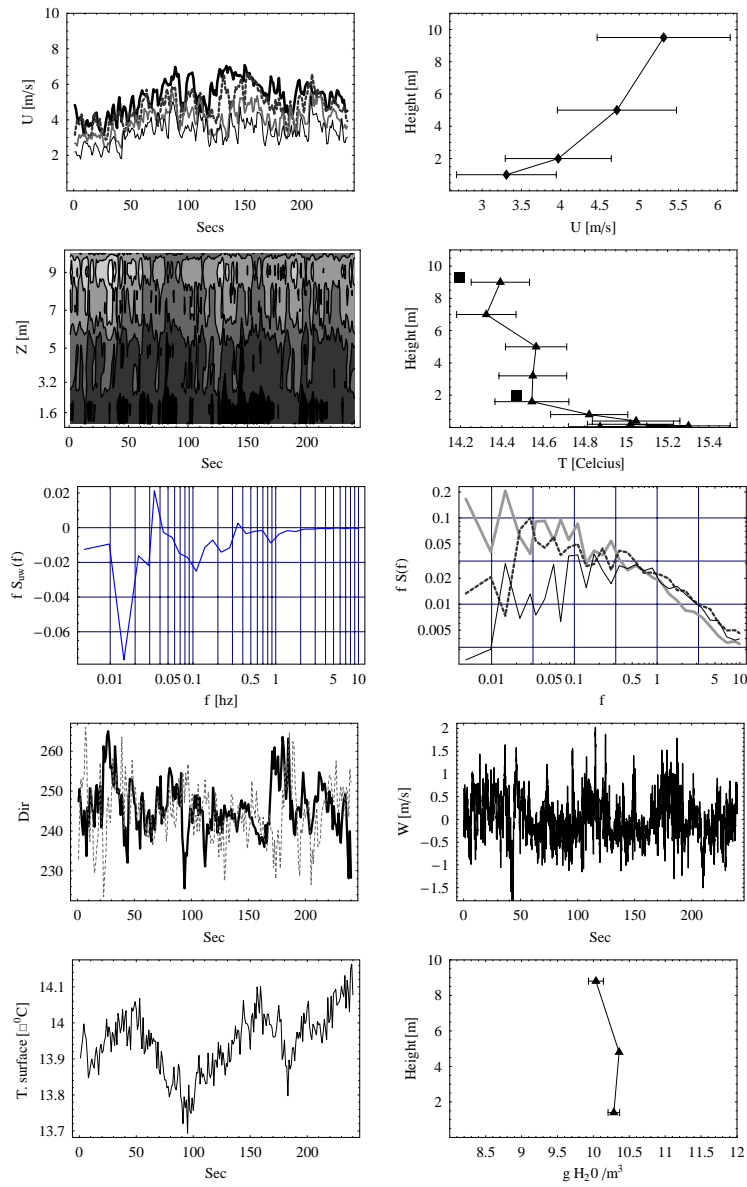 10
8
6
4
2
U [m/s]
0 50 100 150 200
Secs
10
8
6
4
2
Height [m]
3 3.5 4 4.5 5 5.5 6
U [m/s]
9
7
5
3.2
1.6
Z [m]
0 50 100 150 200
Sec
10
8
6
4
2
0
Height [m]
14.2 14.4 14.6 14.8 15 15.2 15.4
T [Celcius]
0.02
0
−0.02
−0.04
−0.06
f Suw(f)
0.01 0.05 0.1 0.5 1 5 10
f [hz]
0.1
0.05
0.02
0.01
0.005
f S(f)
0.01 0.05 0.1 0.5 1 5 10
f
260
250
240
230
Dir
0 50 100 150 200
Sec
2
1.5
1
0.5
0
−0.5
−1
−1.5
W [m/s]
0 50 100 150 200
Sec
14.1
14
13.9
13.8
13.7
T. surface [□⁰C]
0 50 100 150 200
Sec
10
8
6
4
2
Height [m]
8.5 9 9.5 10 10.5 11 11.5 12
g H₂0 /m³